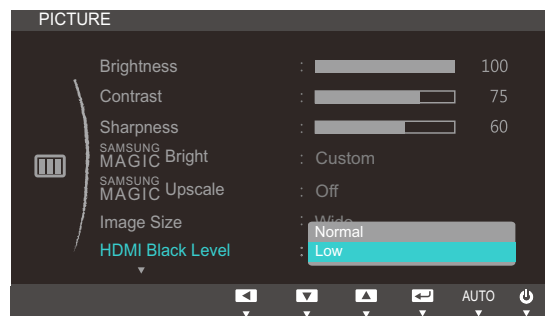 PICTURE
Brightness : 100
Contrast : 75
Sharpness : 60
SAMSUNG MAGIC Bright : Custom
SAMSUNG MAGIC Upscale : Off
Image Size : Wide
Normal
HDMI Black Level : Low
AUTO